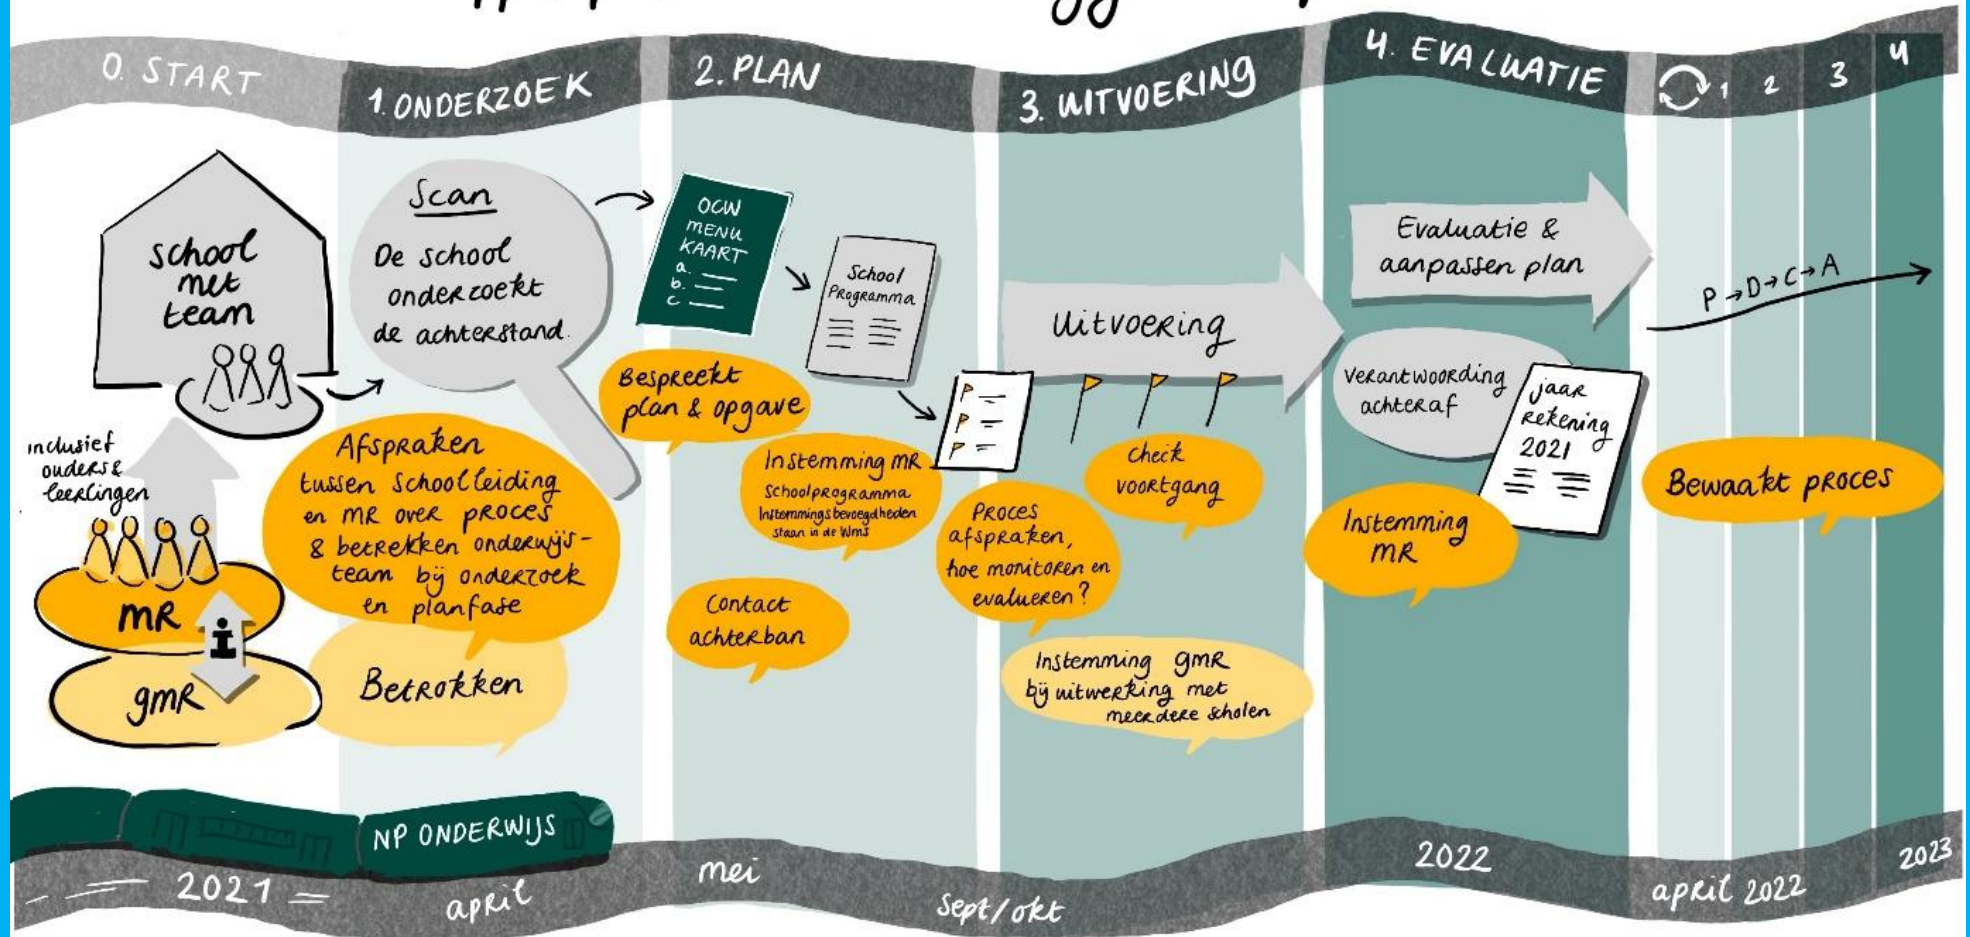 0. START
1. ONDERZOEK
2. PLAN
3. UITVOERING
4. EVALUATIE
1
2
3
4
school
met
team
inclusief
ouders &
leerlingen
MR
i
GMR
Scan
De school
onderzoekt
de achterstand.
Afspraken
tussen schoolleiding
en MR over proces
& betrekken onderwijs-
team bij onderzoek
en planfase
Betrokken
OCW
MENU
KAART
a.
b.
c
School
Programma
Bespreekt
plan & opgave
Instemming MR
Schoolprogramma
Instemmingsbevoegdheden
staan in de WMS
Contact
achterban
Proces
afspraken,
hoe monitoren en
evalueren?
Uitvoering
Check
voortgang
Instemming GMR
bij uitwerking met
meerdere scholen
Evaluatie &
aanpassen plan
Verantwoording
achteraf
jaar
rekening
2021
Instemming
MR
P→D→C→A
Bewaakt proces
NP ONDERWIJS
2021
april
mei
sept/okt
2022
april 2022
2023